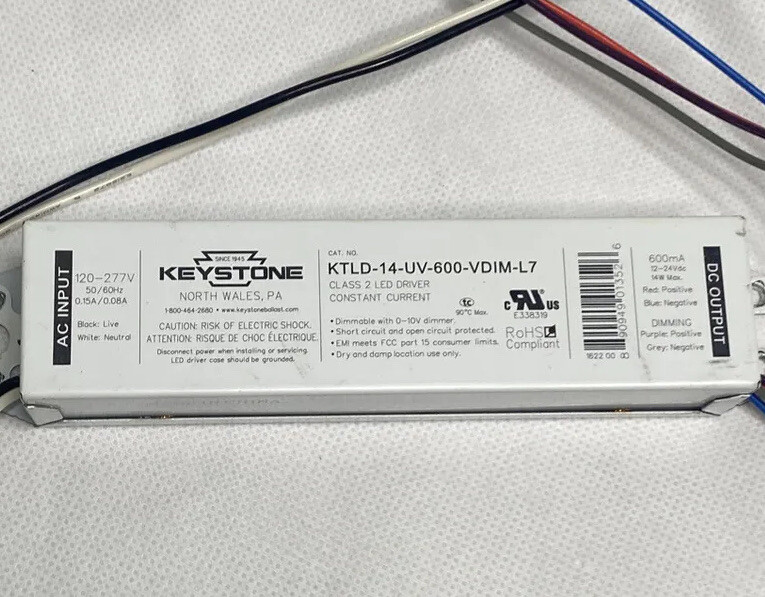 AC INPUT
120-277V
50/60Hz
0.15A/0.08A
Black: Live
White: Neutral
SINCE 1945
KEYSTONE
NORTH WALES, PA
1-800-464-2680 • www.keystoneballast.com
CAUTION: RISK OF ELECTRIC SHOCK.
ATTENTION: RISQUE DE CHOC ÉLECTRIQUE.
Disconnect power when installing or servicing.
LED driver case should be grounded.
CAT. NO.
KTLD-14-UV-600-VDIM-L7
CLASS 2 LED DRIVER
CONSTANT CURRENT
tc
90°C Max.
• Dimmable with 0-10V dimmer.
• Short circuit and open circuit protected.
• EMI meets FCC part 15 consumer limits.
• Dry and damp location use only.
c RU® US
E338319
RoHS
Compliant
8 90949 01352 6
1622 00
600mA
12-24Vdc
14W Max.
Red: Positive
Blue: Negative
DIMMING
Purple: Positive
Grey: Negative
DC OUTPUT